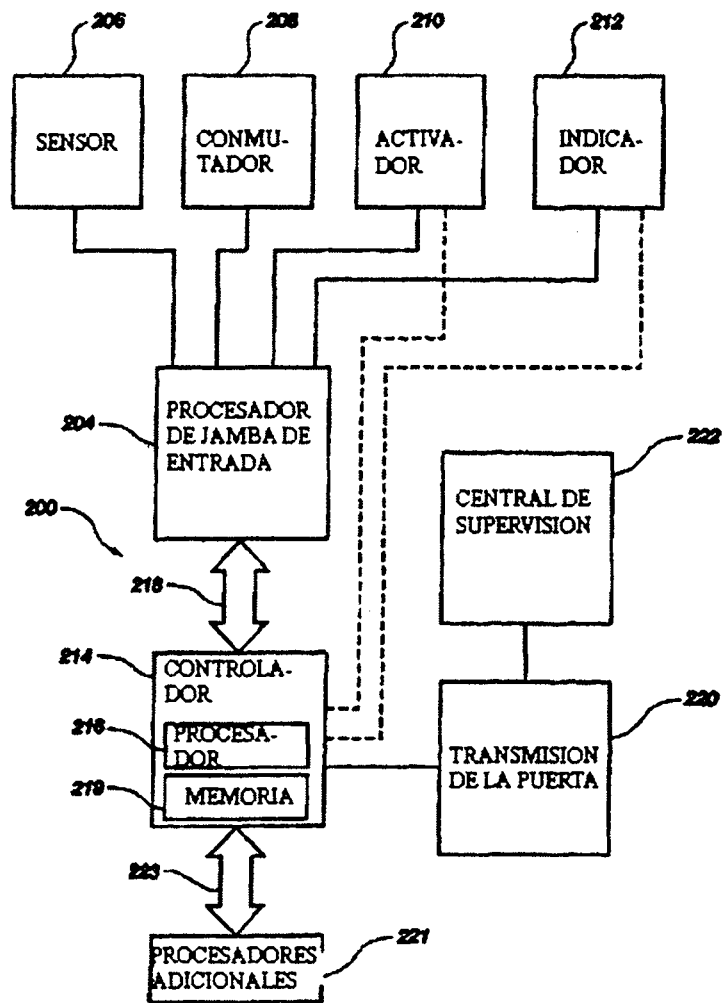 206
208
210
212
SENSOR
CONMU-
TADOR
ACTIVA-
DOR
INDICA-
DOR
204
PROCESADOR
DE JAMBA DE
ENTRADA
222
CENTRAL DE
SUPERVISION
200
218
214
CONTROLA-
DOR
216
PROCESA-
DOR
219
MEMORIA
220
TRANSMISION
DE LA PUERTA
223
PROCESADORES
ADICIONALES
221